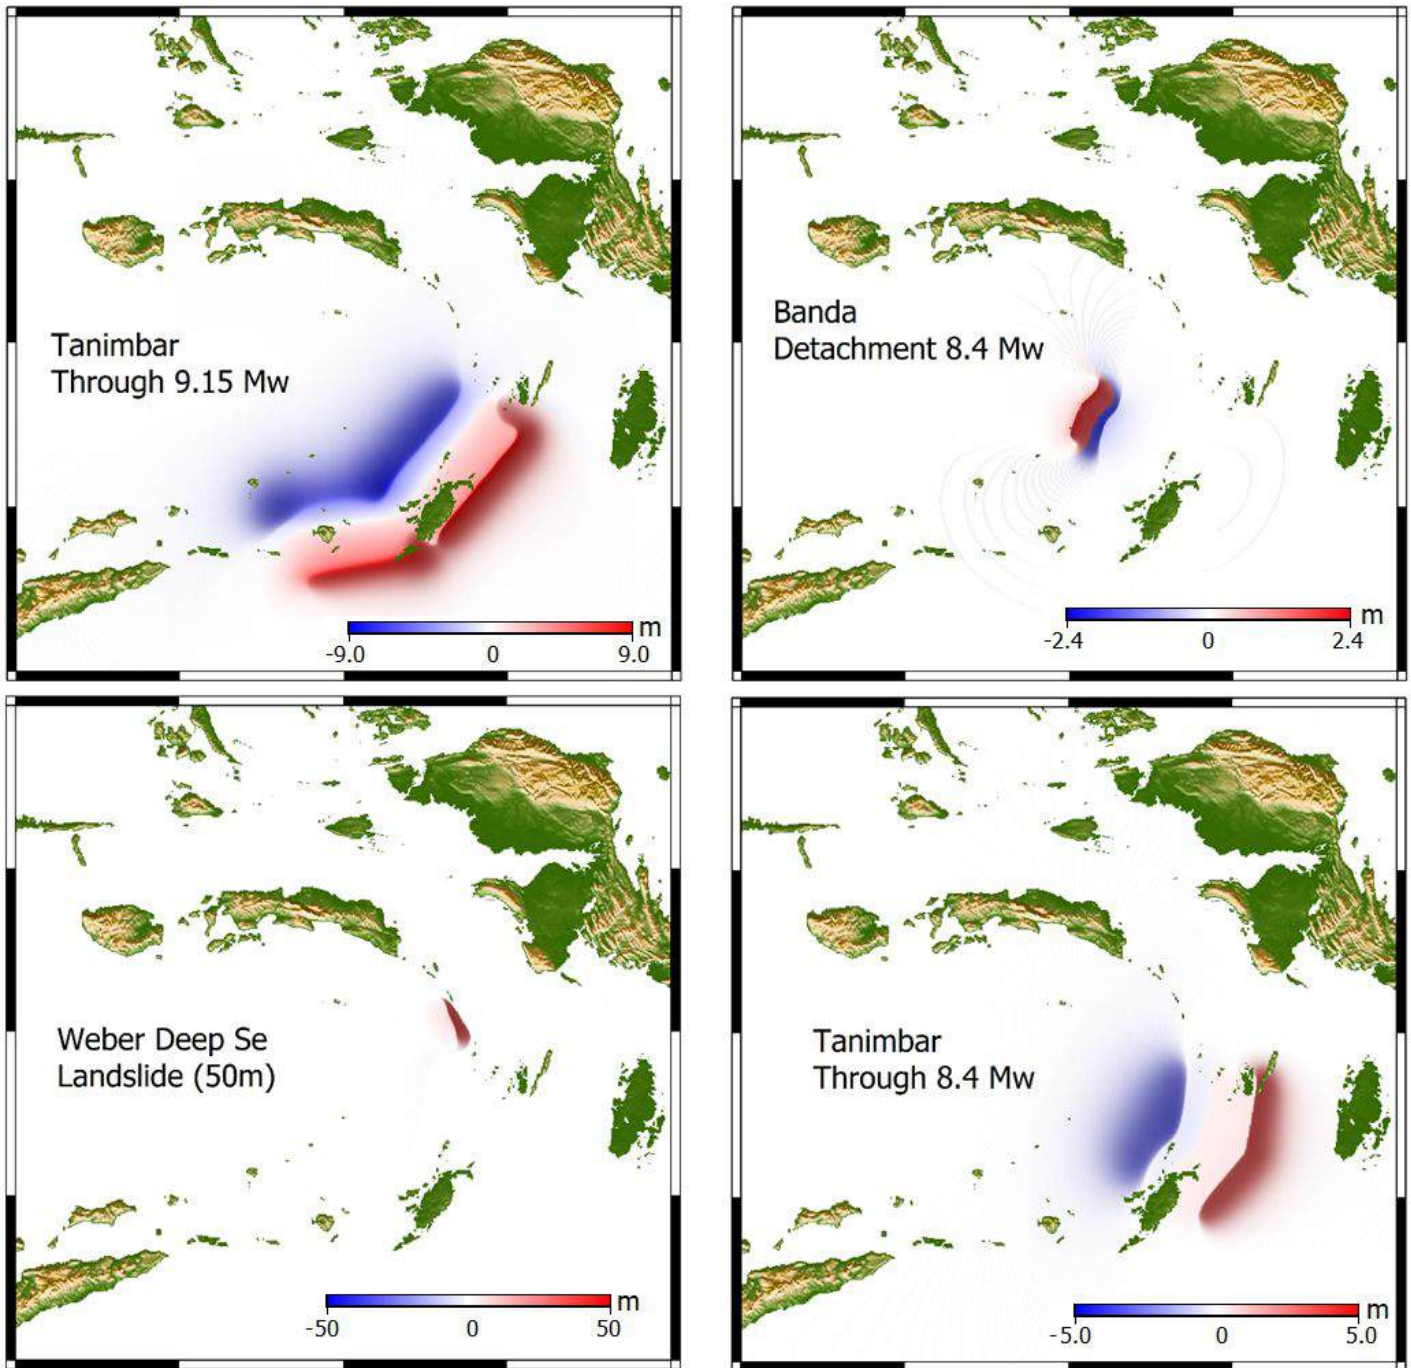 Tanimbar
Through 9.15 Mw
m
-9.0 0 9.0
Banda
Detachment 8.4 Mw
m
-2.4 0 2.4
Weber Deep Se
Landslide (50m)
m
-50 0 50
Tanimbar
Through 8.4 Mw
m
-5.0 0 5.0